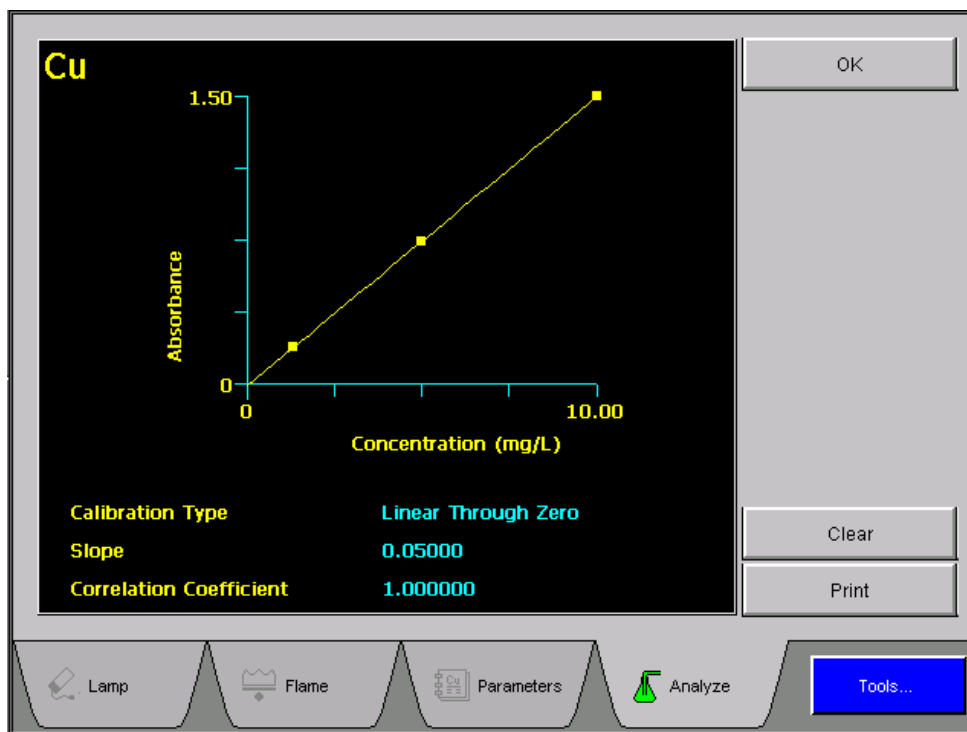 Cu
OK
1.50
Absorbance
0
0
10.00
Concentration (mg/L)
Calibration Type Linear Through Zero
Slope 0.05000
Correlation Coefficient 1.000000
Clear
Print
Lamp
Flame
Cu
Parameters
Analyze
Tools...